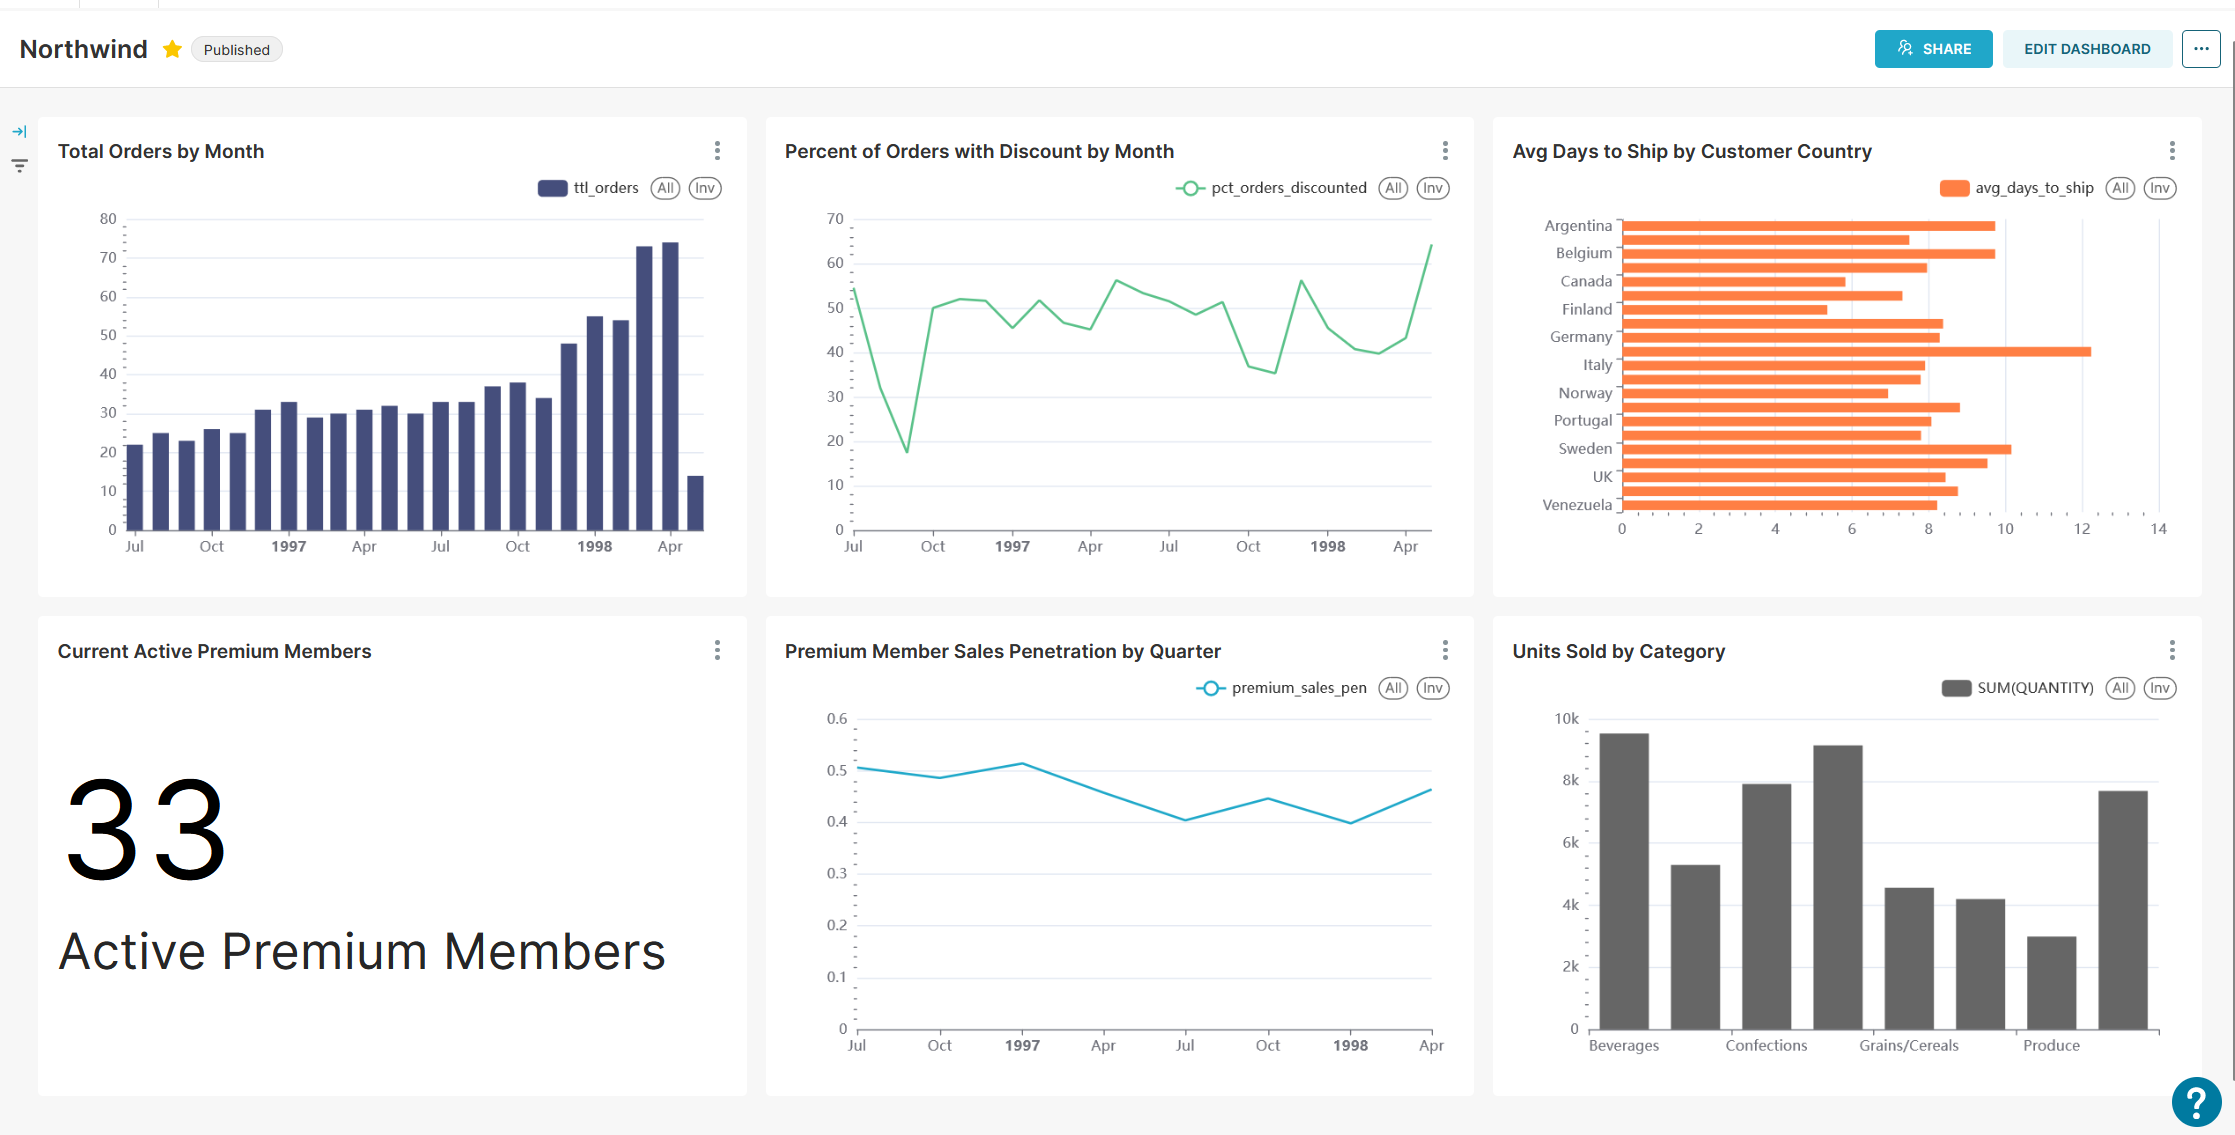 Northwind Published SHARE EDIT DASHBOARD ...
Total Orders by Month
ttl_orders All Inv
80
70
60
50
40
30
20
10
0
Jul Oct 1997 Apr Jul Oct 1998 Apr
Percent of Orders with Discount by Month
pct_orders_discounted All Inv
70
60
50
40
30
20
10
0
Jul Oct 1997 Apr Jul Oct 1998 Apr
Avg Days to Ship by Customer Country
avg_days_to_ship All Inv
Argentina
Belgium
Canada
Finland
Germany
Italy
Norway
Portugal
Sweden
UK
Venezuela
0 2 4 6 8 10 12 14
Current Active Premium Members
33
Active Premium Members
Premium Member Sales Penetration by Quarter
premium_sales_pen All Inv
0.6
0.5
0.4
0.3
0.2
0.1
0
Jul Oct 1997 Apr Jul Oct 1998 Apr
Units Sold by Category
SUM(QUANTITY) All Inv
10k
8k
6k
4k
2k
0
Beverages Confections Grains/Cereals Produce
?